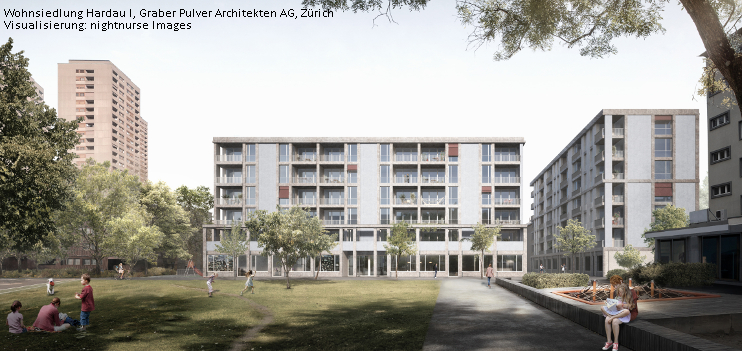 Wohnsiedlung Hardau I, Graber Pulver Architekten AG, Zürich
Visualisierung: nightnurse Images